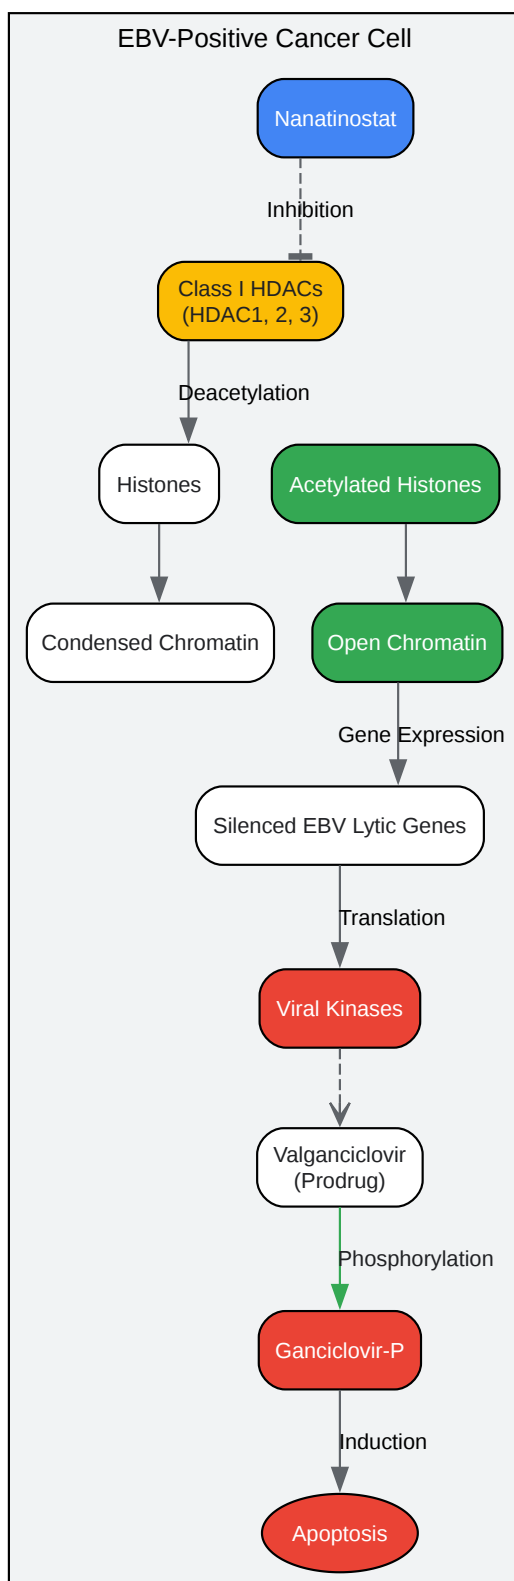 EBV-Positive Cancer Cell
Nanatinostat
Inhibition
Class I HDACs
(HDAC1, 2, 3)
Deacetylation
Histones
Acetylated Histones
Condensed Chromatin
Open Chromatin
Gene Expression
Silenced EBV Lytic Genes
Translation
Viral Kinases
Valganciclovir
(Prodrug)
Phosphorylation
Ganciclovir-P
Induction
Apoptosis